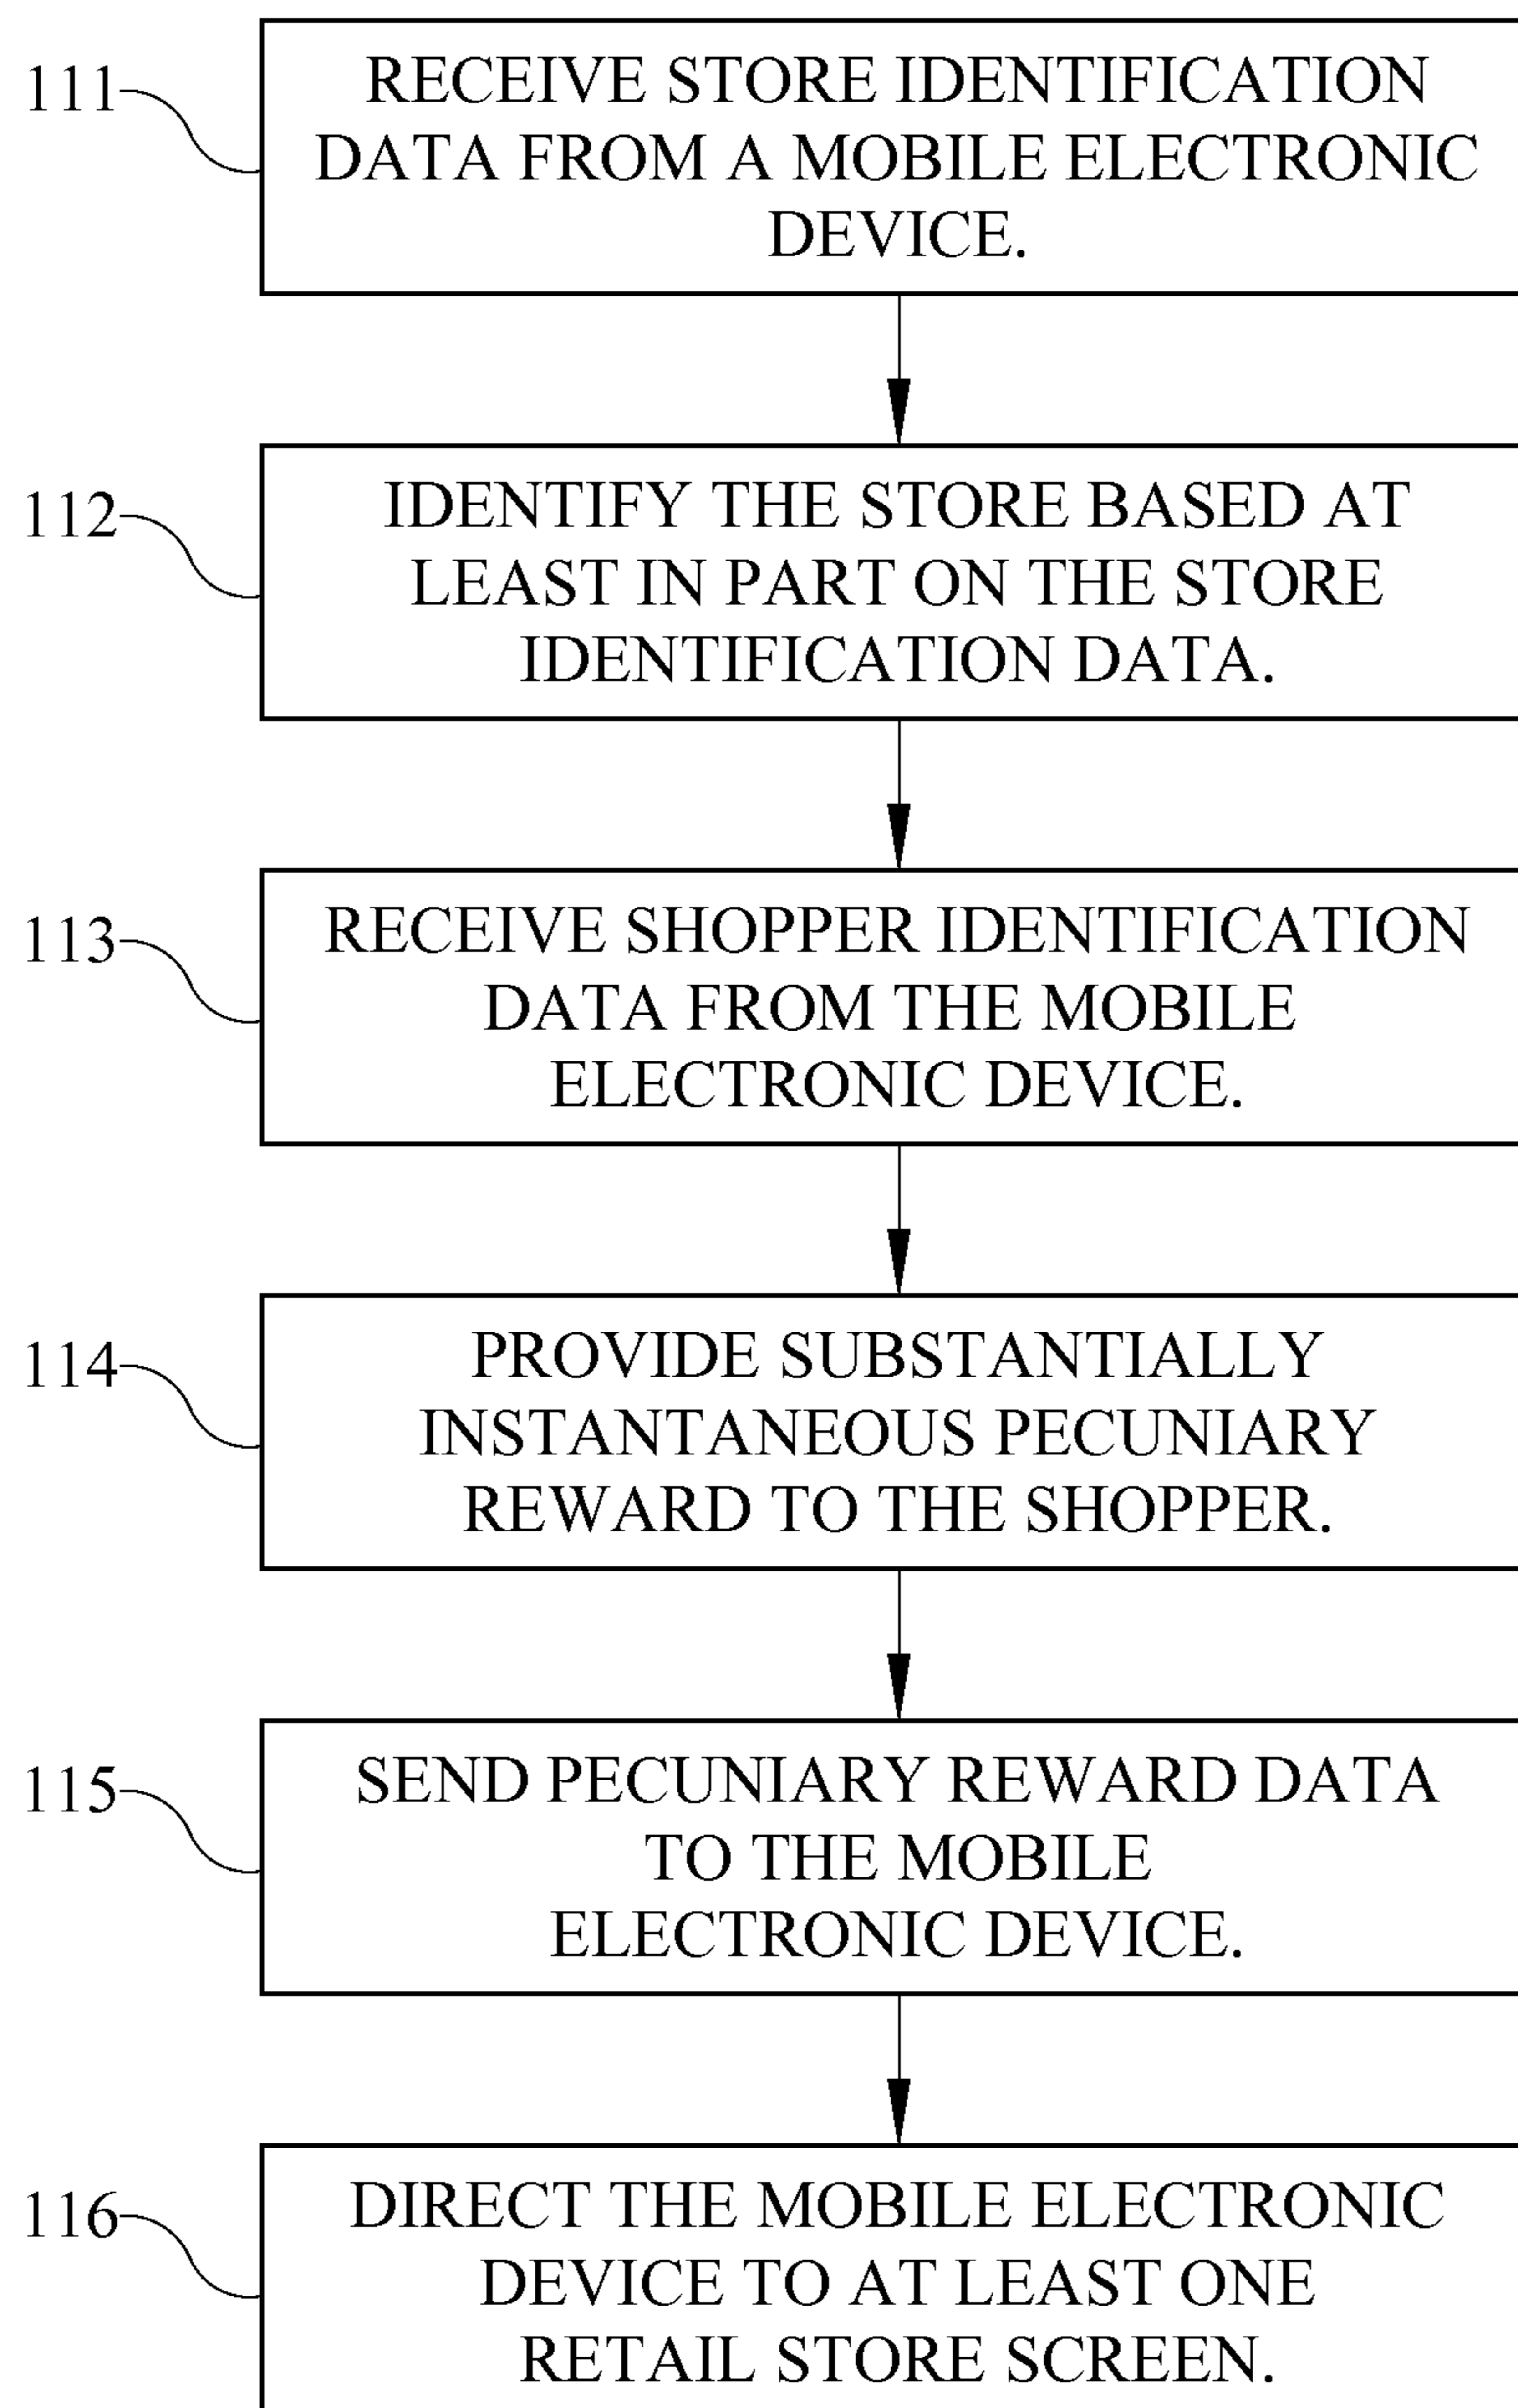 111
RECEIVE STORE IDENTIFICATION
DATA FROM A MOBILE ELECTRONIC
DEVICE.
112
IDENTIFY THE STORE BASED AT
LEAST IN PART ON THE STORE
IDENTIFICATION DATA.
113
RECEIVE SHOPPER IDENTIFICATION
DATA FROM THE MOBILE
ELECTRONIC DEVICE.
114
PROVIDE SUBSTANTIALLY
INSTANTANEOUS PECUNIARY
REWARD TO THE SHOPPER.
115
SEND PECUNIARY REWARD DATA
TO THE MOBILE
ELECTRONIC DEVICE.
116
DIRECT THE MOBILE ELECTRONIC
DEVICE TO AT LEAST ONE
RETAIL STORE SCREEN.